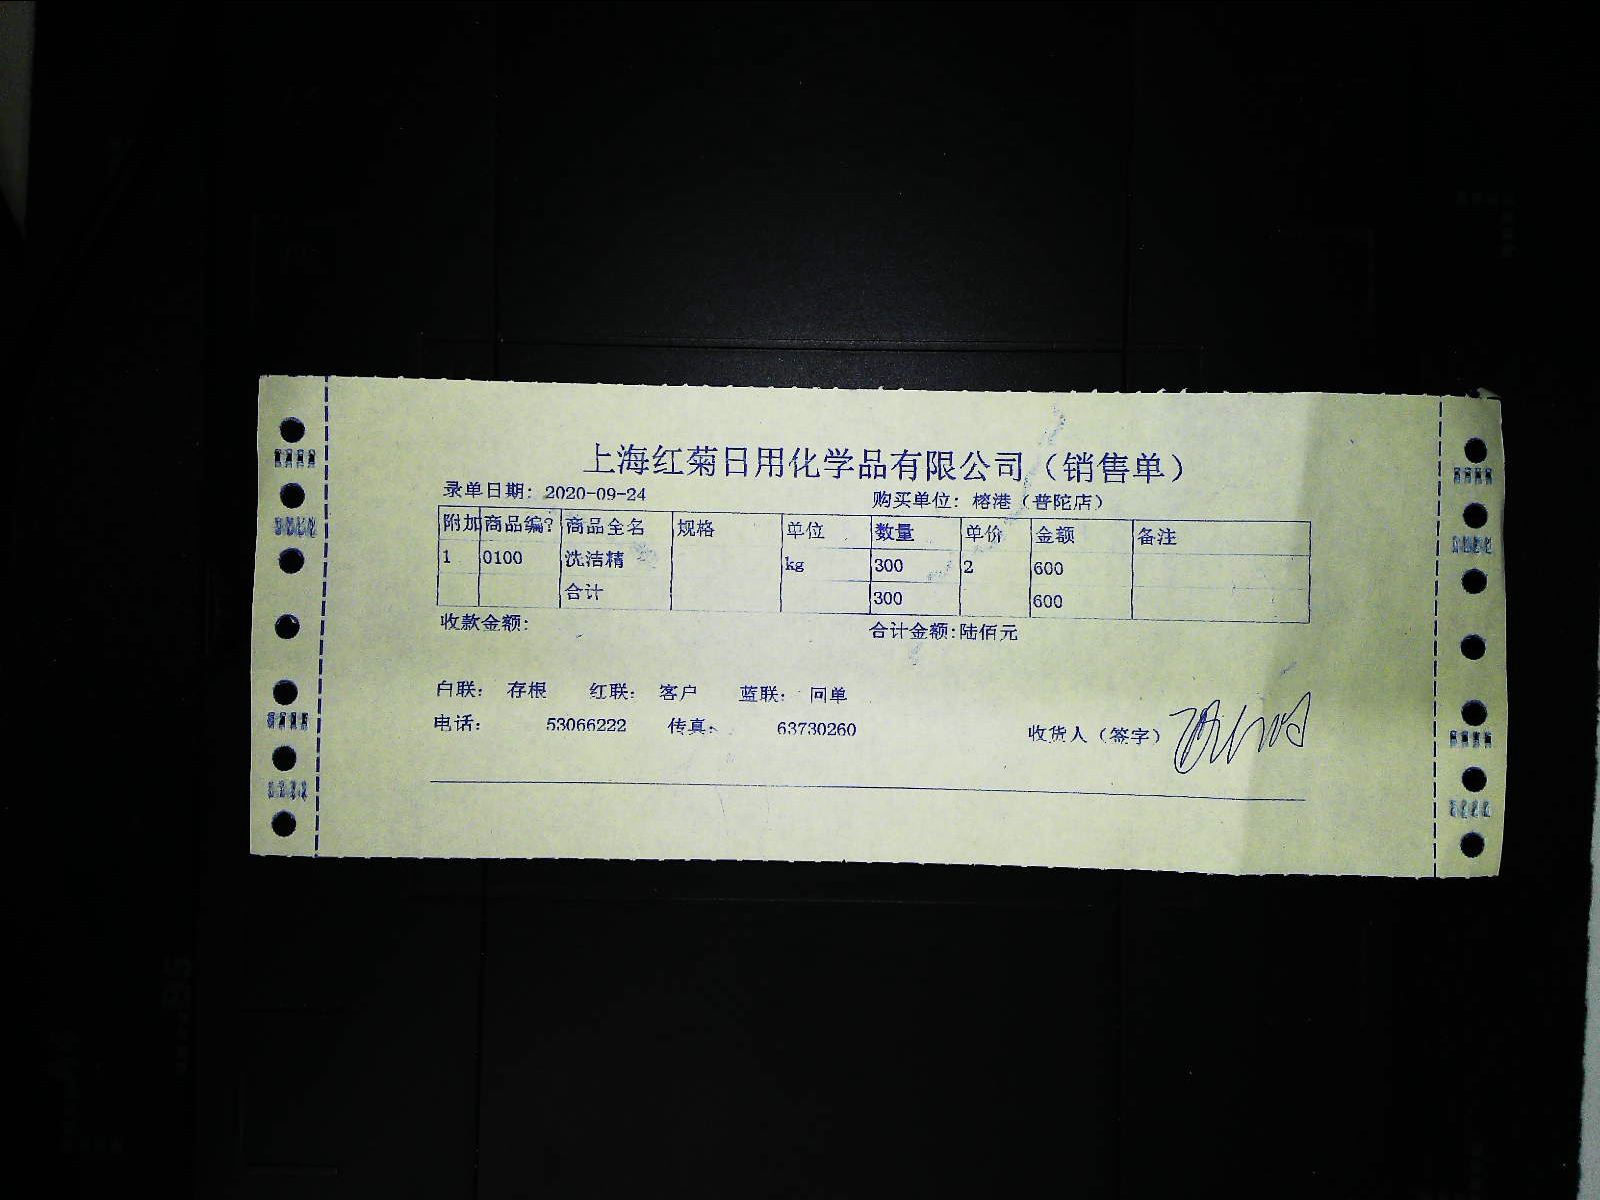 上海红菊日用化学品有限公司（销售单）
录单日期: 2020-09-24 购买单位: 榕港（普陀店）
附加 商品编? 商品全名 规格 单位 数量 单价 金额 备注
1 0100 洗洁精 kg 300 2 600
合计 300 600
收款金额: 合计金额:陆佰元
白联: 存根 红联: 客户 蓝联: 回单
电话: 53066222 传真: 63730260 收货人（签字）